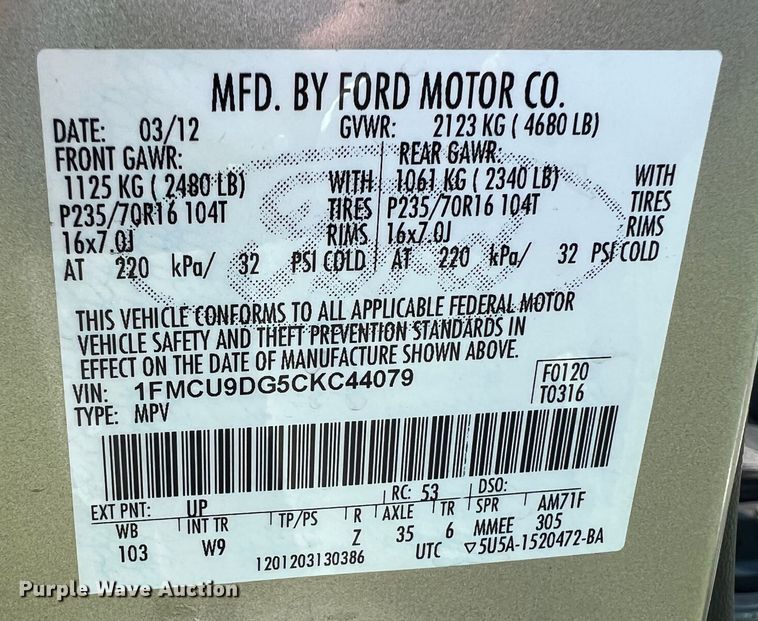 MFD. BY FORD MOTOR CO.
DATE: 03/12 GVWR: 2123 KG ( 4680 LB)
FRONT GAWR: REAR GAWR:
1125 KG ( 2480 LB) WITH 1061 KG ( 2340 LB) WITH
P235/70R16 104T TIRES P235/70R16 104T TIRES
16x7.0J RIMS 16x7.0J RIMS
AT 220 kPa/ 32 PSI COLD AT 220 kPa/ 32 PSI COLD
THIS VEHICLE CONFORMS TO ALL APPLICABLE FEDERAL MOTOR
VEHICLE SAFETY AND THEFT PREVENTION STANDARDS IN
EFFECT ON THE DATE OF MANUFACTURE SHOWN ABOVE.
VIN: 1FMCU9DG5CKC44079 F0120
TYPE: MPV T0316
EXT PNT: UP RC: 53 DSO:
WB INT TR TP/PS R AXLE TR SPR AM71F
103 W9 Z 35 6 MMEE 305
1201203130386 UTC ▽5U5A-1520472-BA
Purple Wave Auction